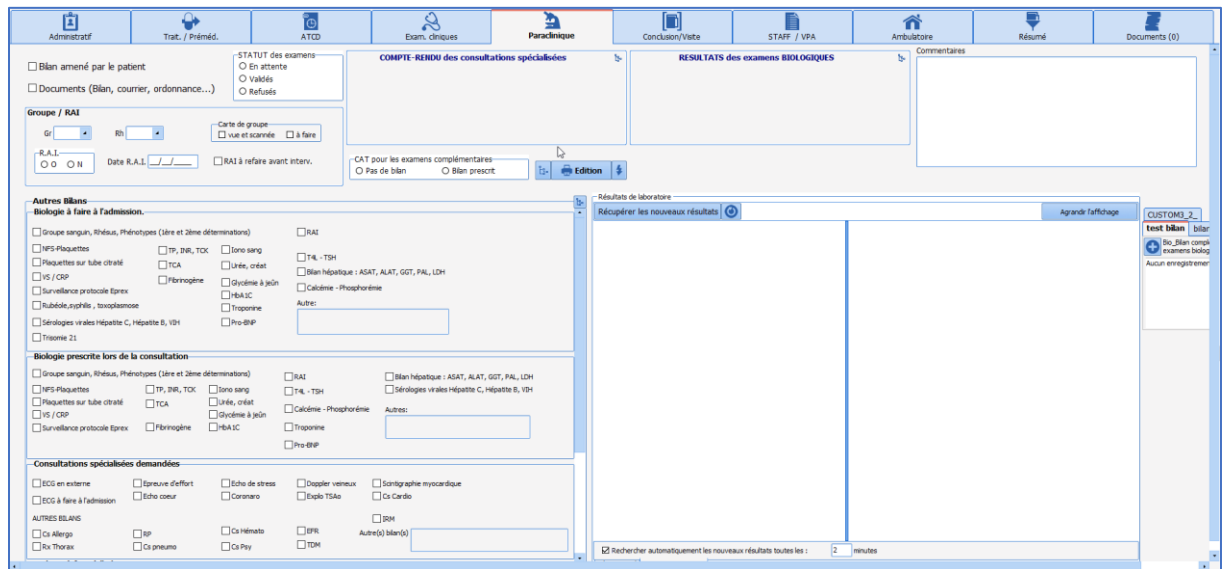 Administratif
Trat. / Préméd.
ATCD
Exam. cliniques
Paraclinique
Conclusion/Visite
STAFF / VPA
Ambulatoire
Résumé
Documents (0)
Bilan amené par le patient
Documents (Bilan, courrier, ordonnance...)
STATUT des examens
En attente
Validés
Refusés
COMPTE-RENDU des consultations spécialisées
RESULTATS des examens BIOLOGIQUES
Commentaires
Groupe / RAI
Gr
Rh
Carte de groupe
vue et scannée
à faire
R.A.I.
O O
O N
Date R.A.I. __/__/____
RAI à refaire avant interv.
CAT pour les examens complémentaires
Pas de bilan
Bilan prescrit
Edition
Autres Bilans
Biologie à faire à l'admission.
Groupe sanguin, Rhésus, Phénotypes (1ère et 2ème déterminations)
RAI
NFS-Plaquettes
TP, INR, TCK
Iono sang
T4L - TSH
Plaquettes sur tube citraté
TCA
Urée, créat
Bilan hépatique : ASAT, ALAT, GGT, PAL, LDH
VS / CRP
Fibrinogène
Glycémie à jeûn
Calcémie - Phosphorémie
Surveillance protocole Eprex
HbA1C
Autre:
Rubéole,syphilis , toxoplasmose
Troponine
Sérologies virales Hépatite C, Hépatite B, VIH
Pro-BNP
Trisomie 21
Biologie prescrite lors de la consultation
Groupe sanguin, Rhésus, Phénotypes (1ère et 2ème déterminations)
RAI
Bilan hépatique : ASAT, ALAT, GGT, PAL, LDH
NFS-Plaquettes
TP, INR, TCK
Iono sang
T4L - TSH
Sérologies virales Hépatite C, Hépatite B, VIH
Plaquettes sur tube citraté
TCA
Urée, créat
VS / CRP
Glycémie à jeûn
Calcémie - Phosphorémie
Autres:
Surveillance protocole Eprex
Fibrinogène
HbA1C
Troponine
Pro-BNP
Consultations spécialisées demandées
ECG en externe
Epreuve d'effort
Echo de stress
Doppler veineux
Scintigraphie myocardique
ECG à faire à l'admission
Echo coeur
Coronaro
Explo TSAo
Cs Cardio
AUTRES BILANS
IRM
Cs Allergo
RP
Cs Hémato
EFR
Autre(s) bilan(s)
Rx Thorax
Cs pneumo
Cs Psy
TDM
Résultats de laboratoire
Récupérer les nouveaux résultats
Agrandir l'affichage
Rechercher automatiquement les nouveaux résultats toutes les :
2
minutes
CUSTOM3_2_
test bilan
bilan
Bio_Bilan compl
examens biolog
Aucun enregistremen